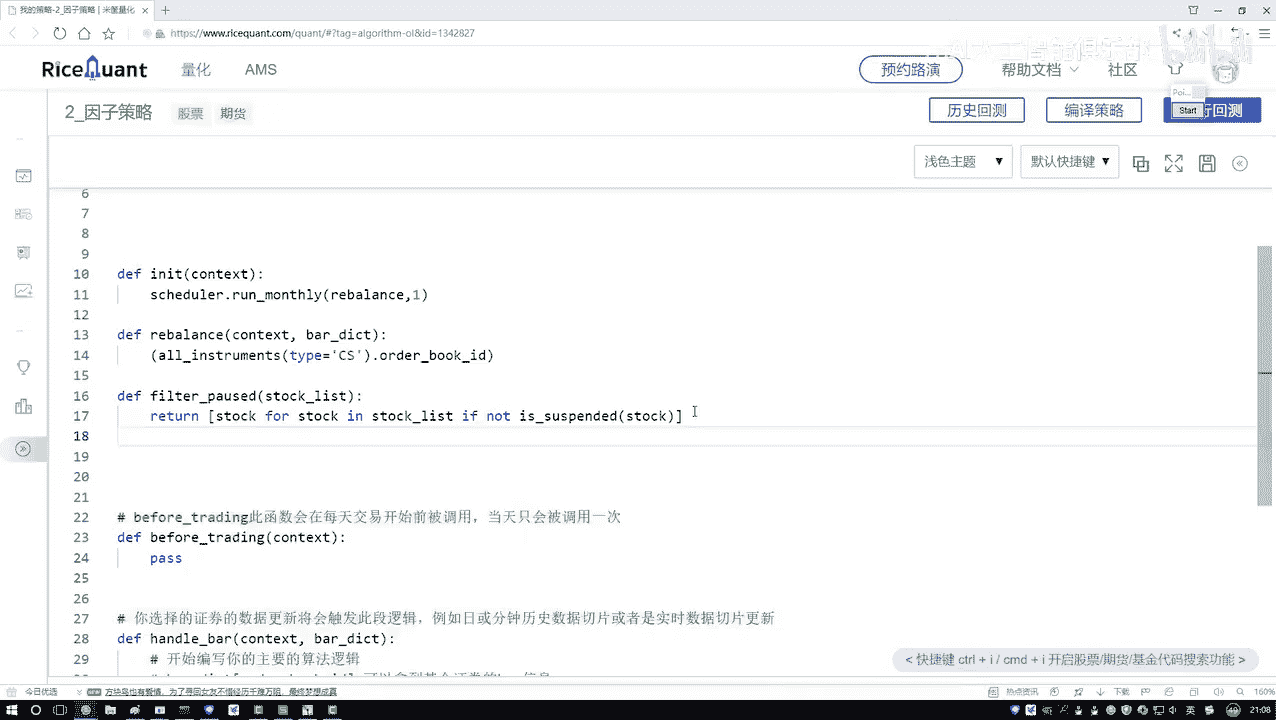 我的策略-2_因子策略 | 米筐量化
https://www.ricequant.com/quant/#?tag=algorithm-ol&id=1342827
RiceQuant 量化 AMS 预约路演 帮助文档 社区
Poi...
2_因子策略 股票 期货 历史回测 编译策略 Start 行回测
浅色主题 ▼ 默认快捷键 ▼
6
7
8
9
10 def init(context):
11 scheduler.run_monthly(rebalance,1)
12
13 def rebalance(context, bar_dict):
14 (all_instruments(type='CS').order_book_id)
15
16 def filter_paused(stock_list):
17 return [stock for stock in stock_list if not is_suspended(stock)]
18
19
20
21
22 # before_trading此函数会在每天交易开始前被调用，当天只会被调用一次
23 def before_trading(context):
24 pass
25
26
27 # 你选择的证券的数据更新将会触发此段逻辑，例如日或分钟历史数据切片或者是实时数据切片更新
28 def handle_bar(context, bar_dict):
29 # 开始编写你的主要的算法逻辑
< 快捷键 ctrl + i / cmd + i 开启股票/期货/基金代码搜索功能 >
今日优选 热点资讯 下载 160%
英 21:08